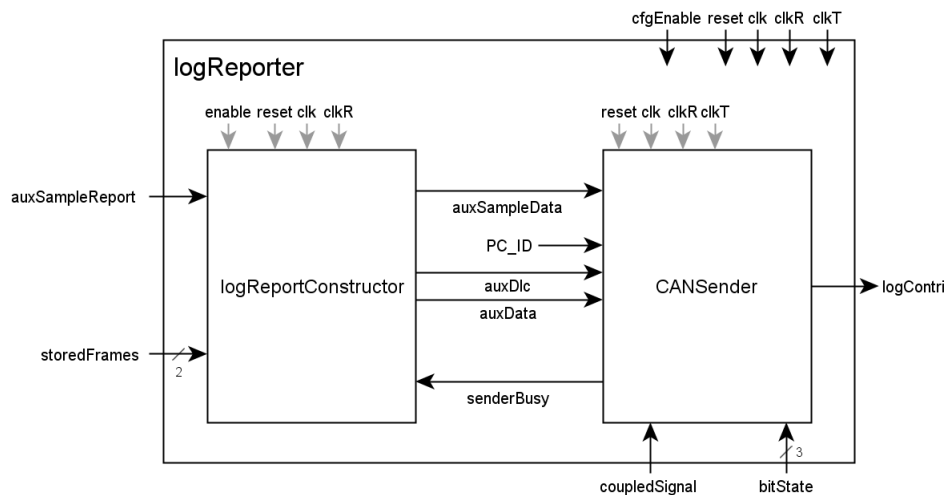 cfgEnable reset clk clkR clkT
logReporter
enable reset clk clkR
reset clk clkR clkT
auxSampleReport
auxSampleData
PC_ID
logReportConstructor
CANSender
auxDlc
logContri
auxData
storedFrames
2
senderBusy
3
coupledSignal
bitState